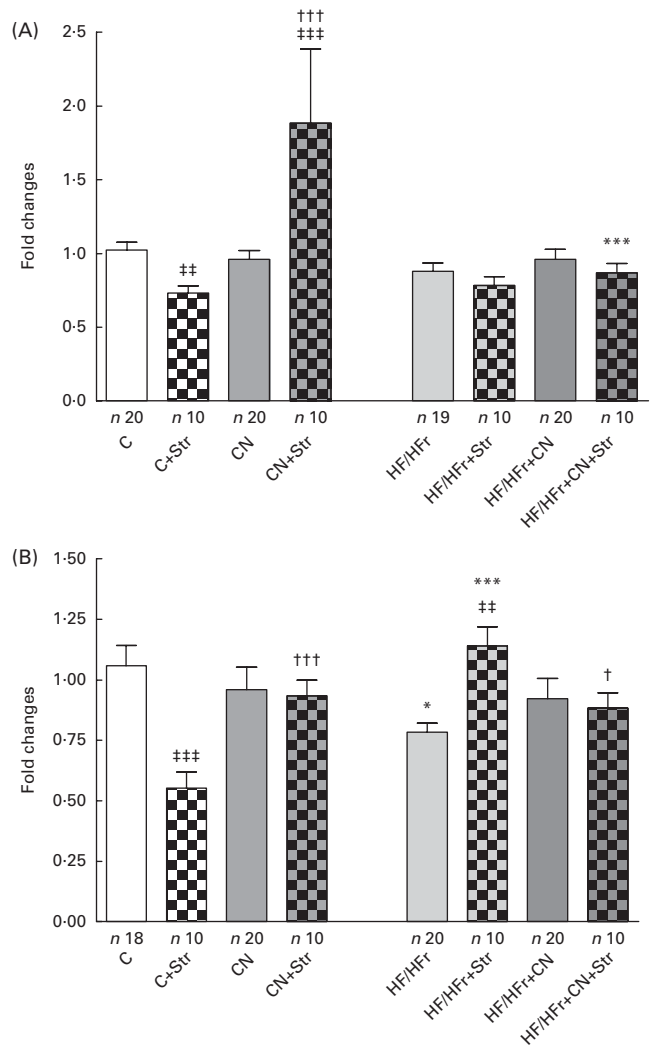 (A)
Fold changes
2·5
2·0
1·5
1·0
0·5
0·0
‡‡
†††
‡‡‡
***
n 20
n 10
n 20
n 10
n 19
n 10
n 20
n 10
C
C+Str
CN
CN+Str
HF/HFr
HF/HFr+Str
HF/HFr+CN
HF/HFr+CN+Str
(B)
Fold changes
1·50
1·25
1·00
0·75
0·50
0·25
0·00
‡‡‡
†††
*
***
‡‡
†
n 18
n 10
n 20
n 10
n 20
n 10
n 20
n 10
C
C+Str
CN
CN+Str
HF/HFr
HF/HFr+Str
HF/HFr+CN
HF/HFr+CN+Str